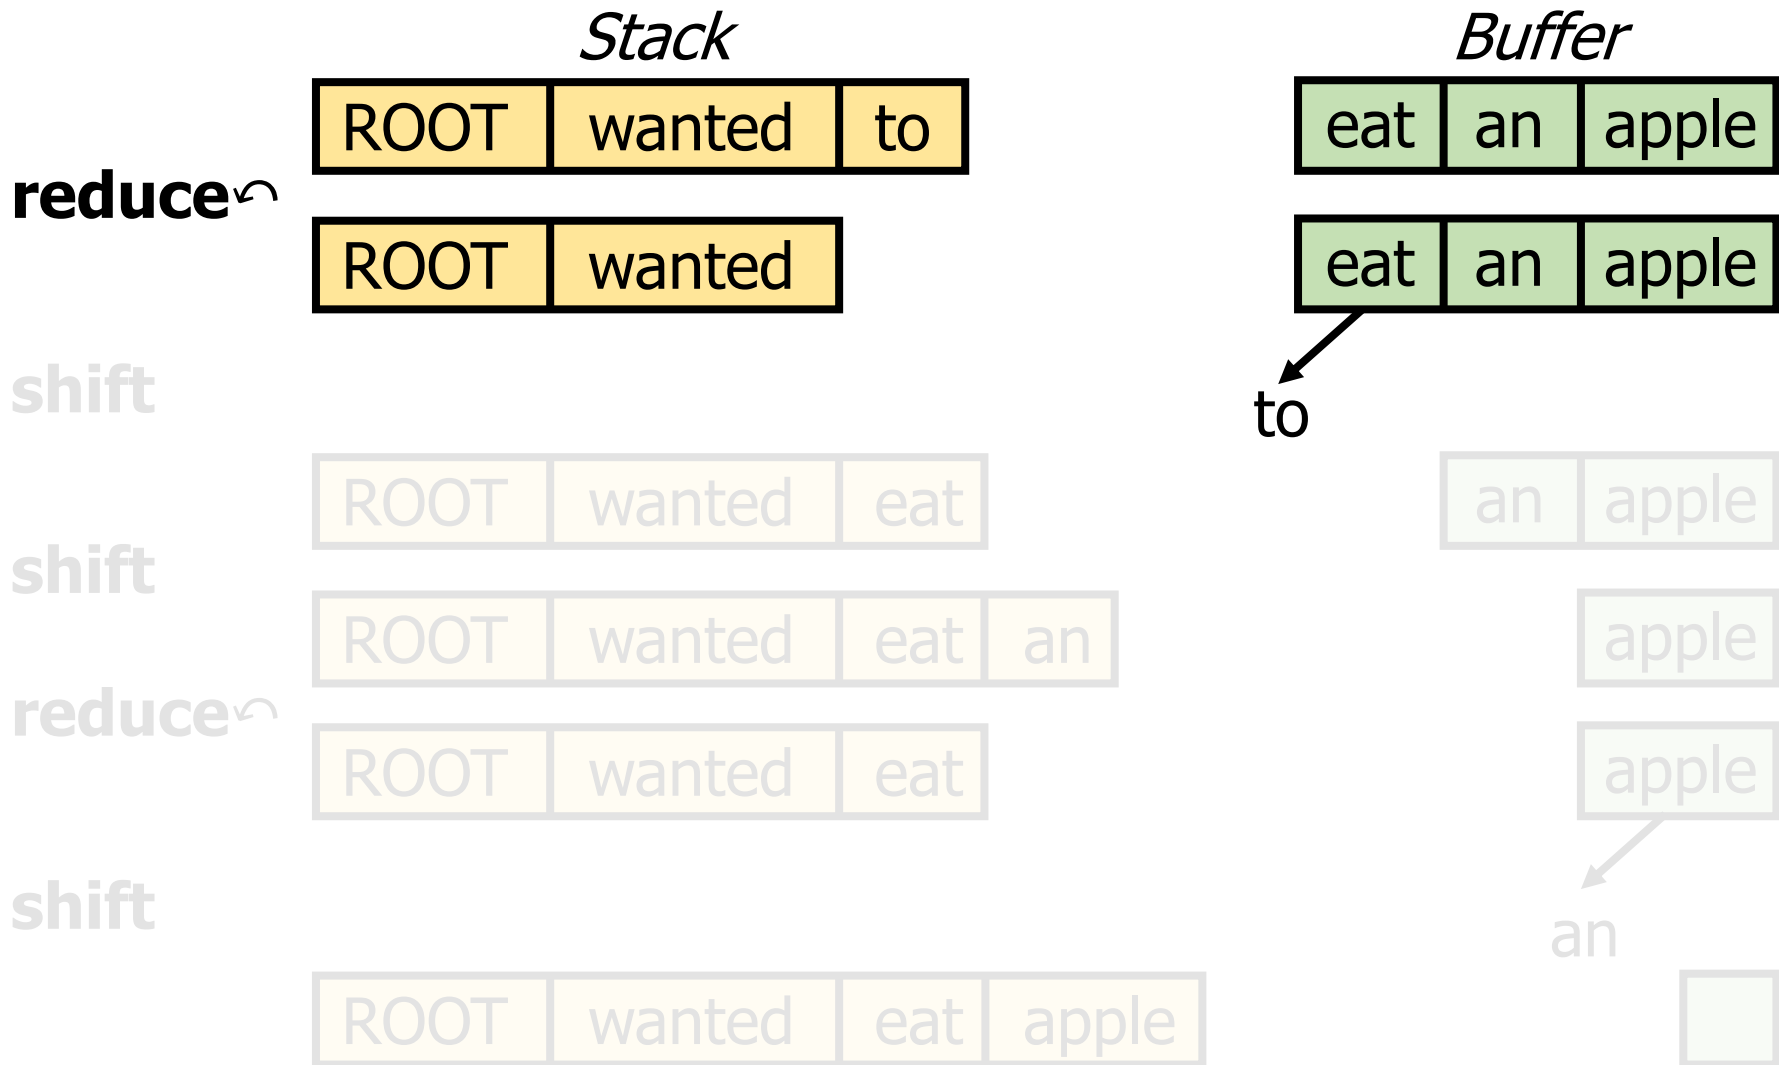 Stack Buffer
ROOT wanted to eat an apple
reduce
ROOT wanted eat an apple
shift
to
ROOT wanted eat an apple
shift
ROOT wanted eat an apple
reduce
ROOT wanted eat apple
shift
an
ROOT wanted eat apple